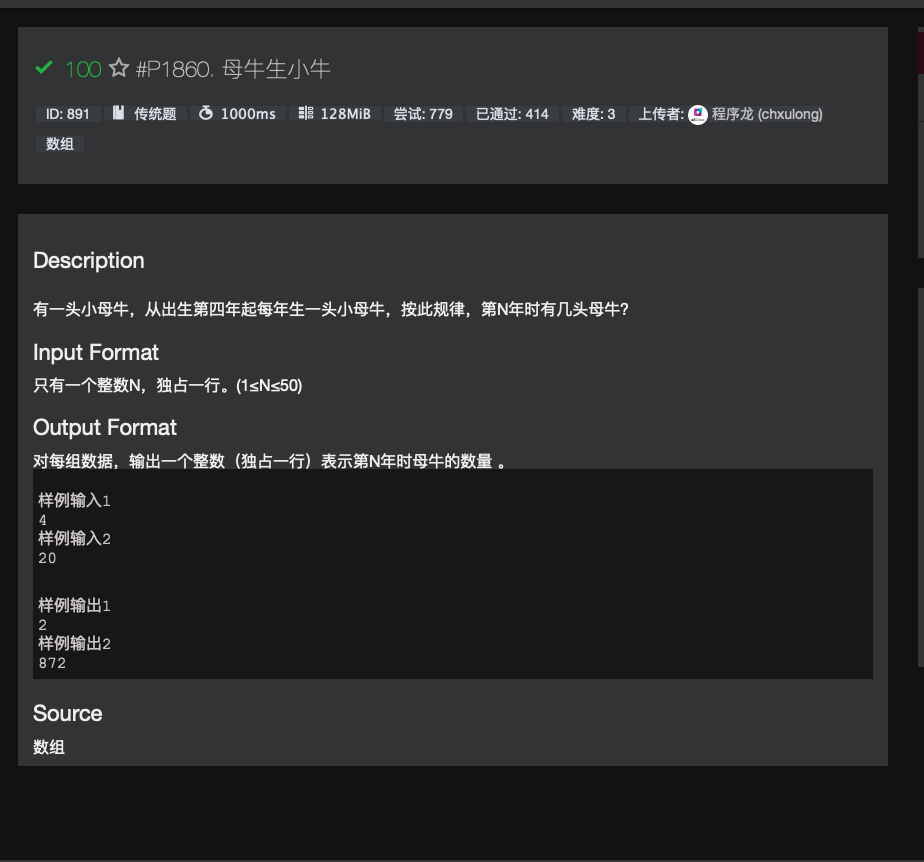 100 #P1860. 母牛生小牛
ID: 891 传统题 1000ms 128MiB 尝试: 779 已通过: 414 难度: 3 上传者: 程序龙 (chxulong)
数组
Description
有一头小母牛，从出生第四年起每年生一头小母牛，按此规律，第N年时有几头母牛?
Input Format
只有一个整数N，独占一行。(1≤N≤50)
Output Format
对每组数据，输出一个整数（独占一行）表示第N年时母牛的数量 。
样例输入1
4
样例输入2
20
样例输出1
2
样例输出2
872
Source
数组